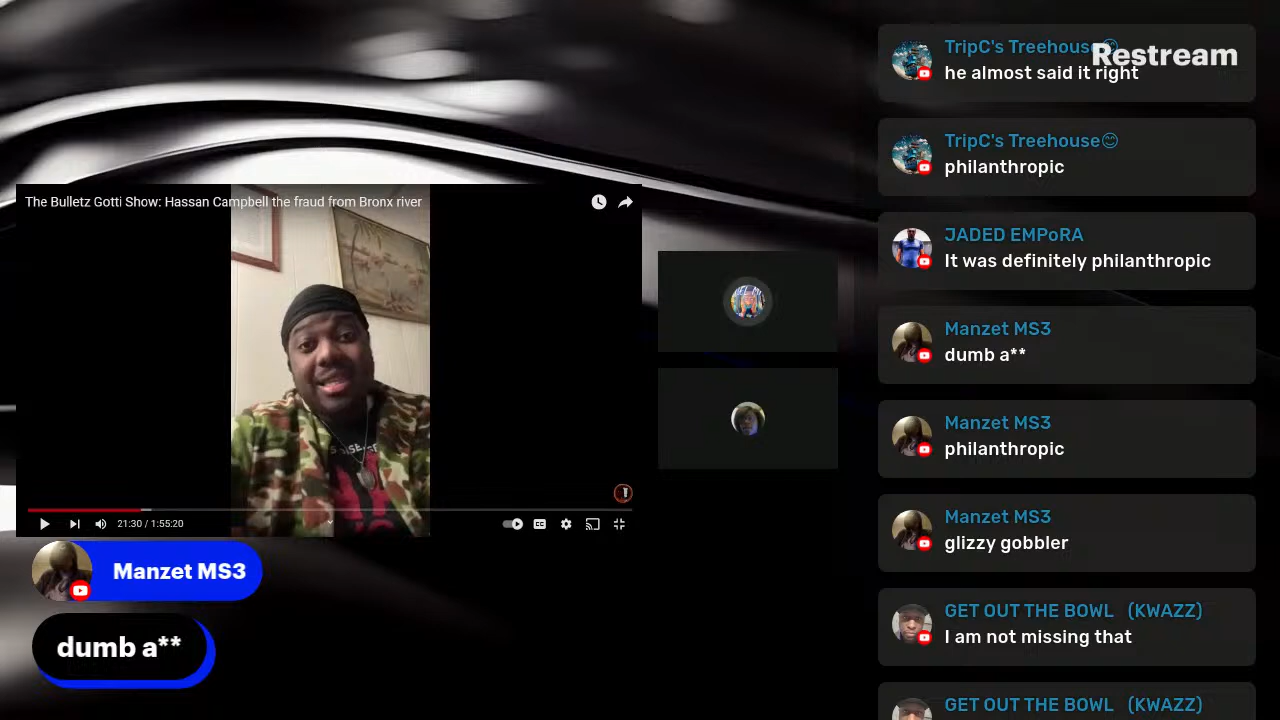 Restream
TripC's Treehouse😊
he almost said it right
TripC's Treehouse😊
philanthropic
JADED EMPoRA
It was definitely philanthropic
Manzet MS3
dumb a**
Manzet MS3
philanthropic
Manzet MS3
glizzy gobbler
GET OUT THE BOWL (KWAZZ)
I am not missing that
GET OUT THE BOWL (KWAZZ)
The Bulletz Gotti Show: Hassan Campbell the fraud from Bronx river
21:30 / 1:55:20
CC
Manzet MS3
dumb a**